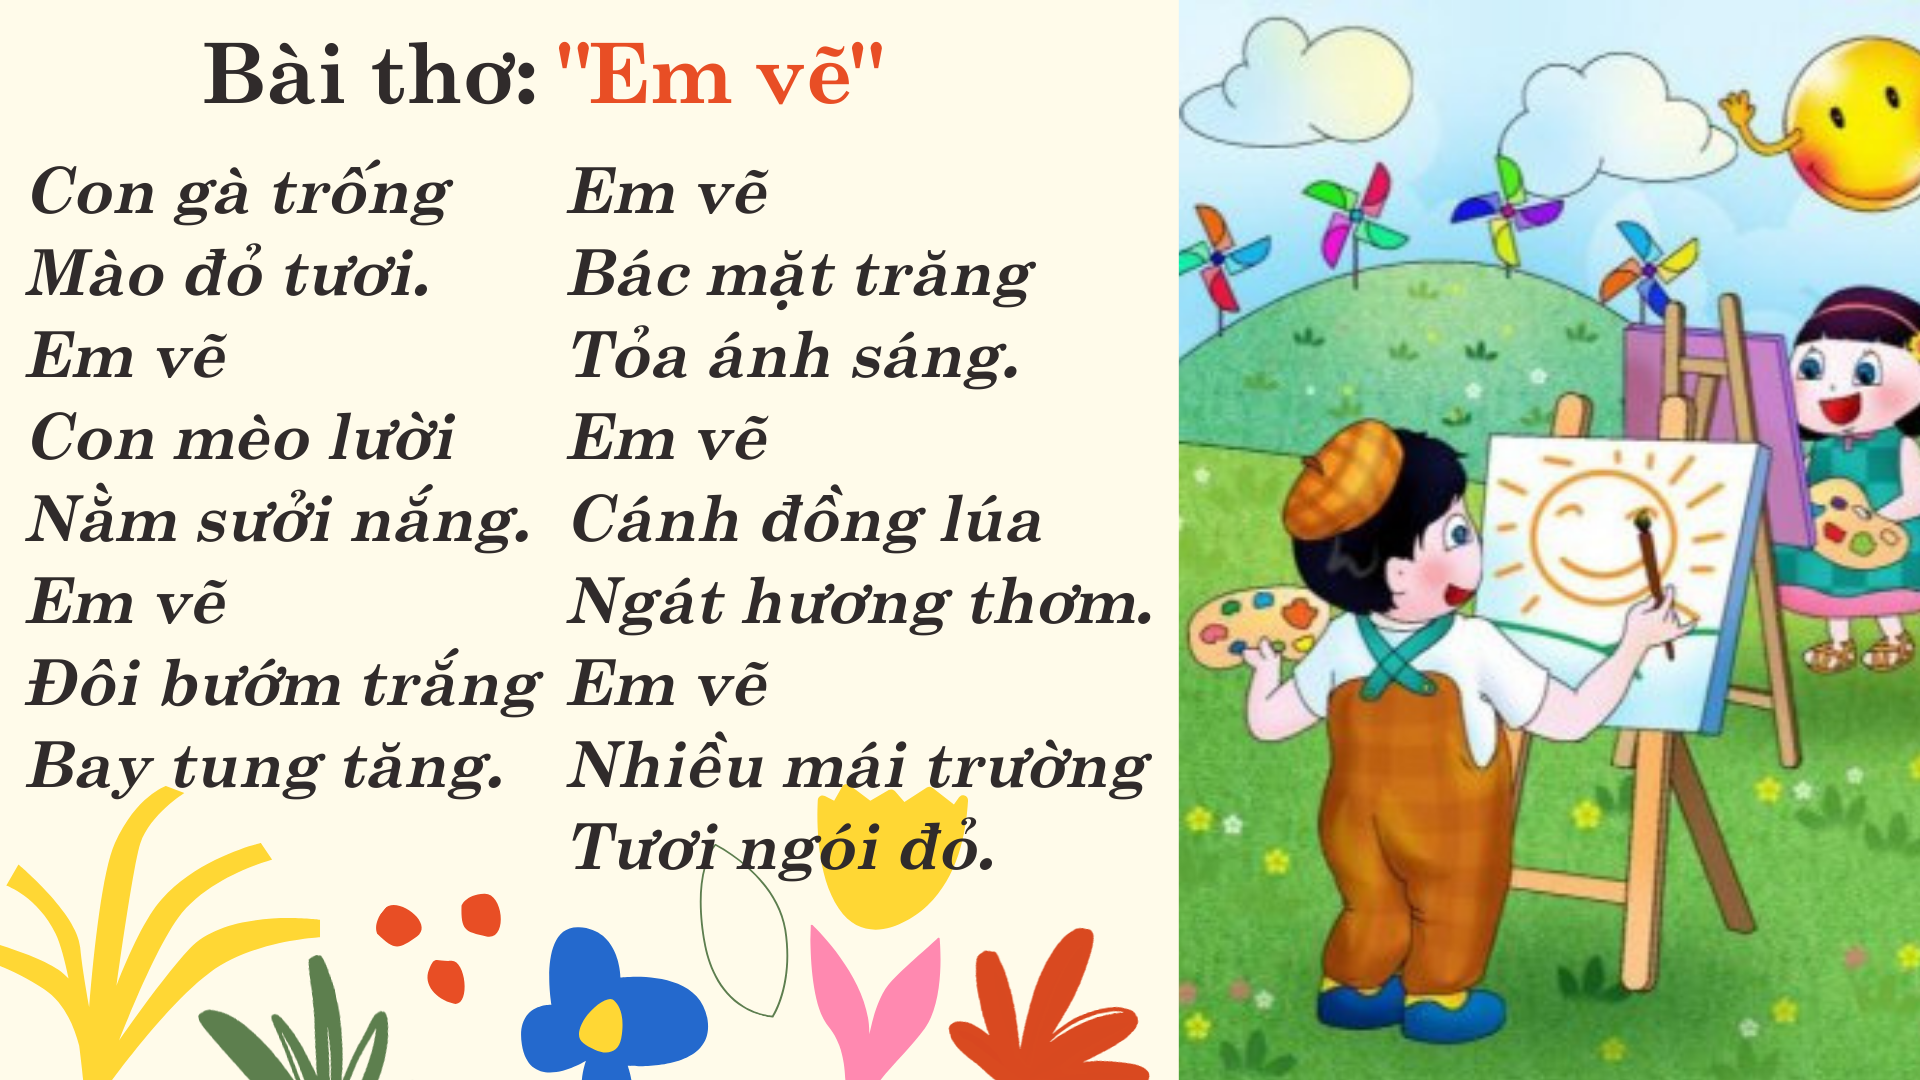 Bài thơ: "Em vẽ"
Con gà trống
Mào đỏ tươi.
Em vẽ
Con mèo lười
Nằm sưởi nắng.
Em vẽ
Đôi bướm trắng
Bay tung tăng.
Em vẽ
Bác mặt trăng
Tỏa ánh sáng.
Em vẽ
Cánh đồng lúa
Ngát hương thơm.
Em vẽ
Nhiều mái trường
Tươi ngói đỏ.